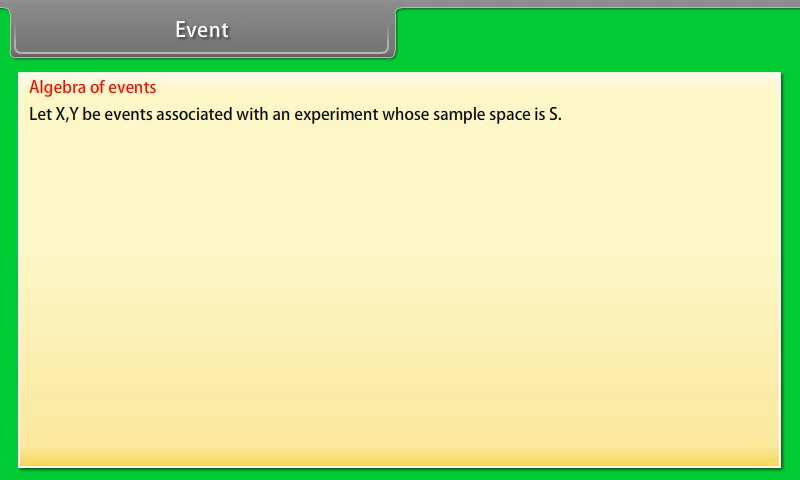 Event
Algebra of events
Let X,Y be events associated with an experiment whose sample space is S.